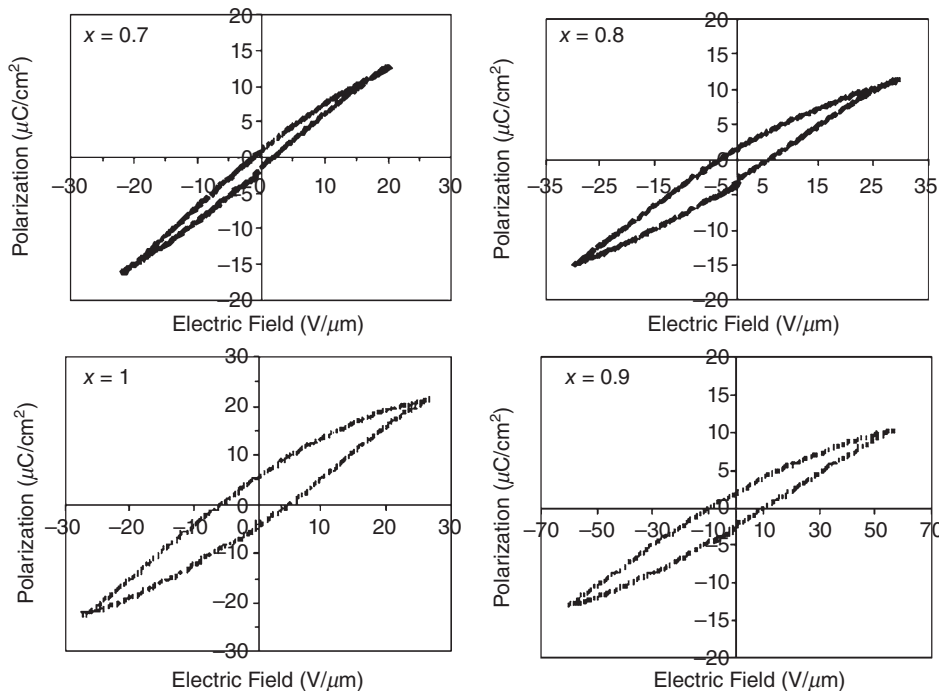 x = 0.7
Polarization (μC/cm²)
20
15
10
5
0
−5
−10
−15
−20
−30 −20 −10 0 10 20 30
Electric Field (V/μm)
x = 0.8
Polarization (μC/cm²)
20
15
10
5
0
−5
−10
−15
−20
−35 −25 −15 −5 5 15 25 35
Electric Field (V/μm)
x = 1
Polarization (μC/cm²)
30
20
10
0
−10
−20
−30
−30 −20 −10 0 10 20 30
Electric Field (V/μm)
x = 0.9
Polarization (μC/cm²)
20
15
10
5
0
−5
−10
−15
−20
−70 −50 −30 −10 10 30 50 70
Electric Field (V/μm)